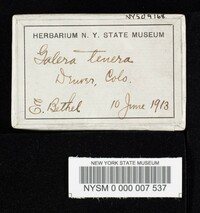 HERBARIUM N. Y. STATE MUSEUM
Galera tenera
Denver, Colo.
E. Bethel 10 June 1913
NEW YORK STATE MUSEUM
NYSM 0 000 007 537